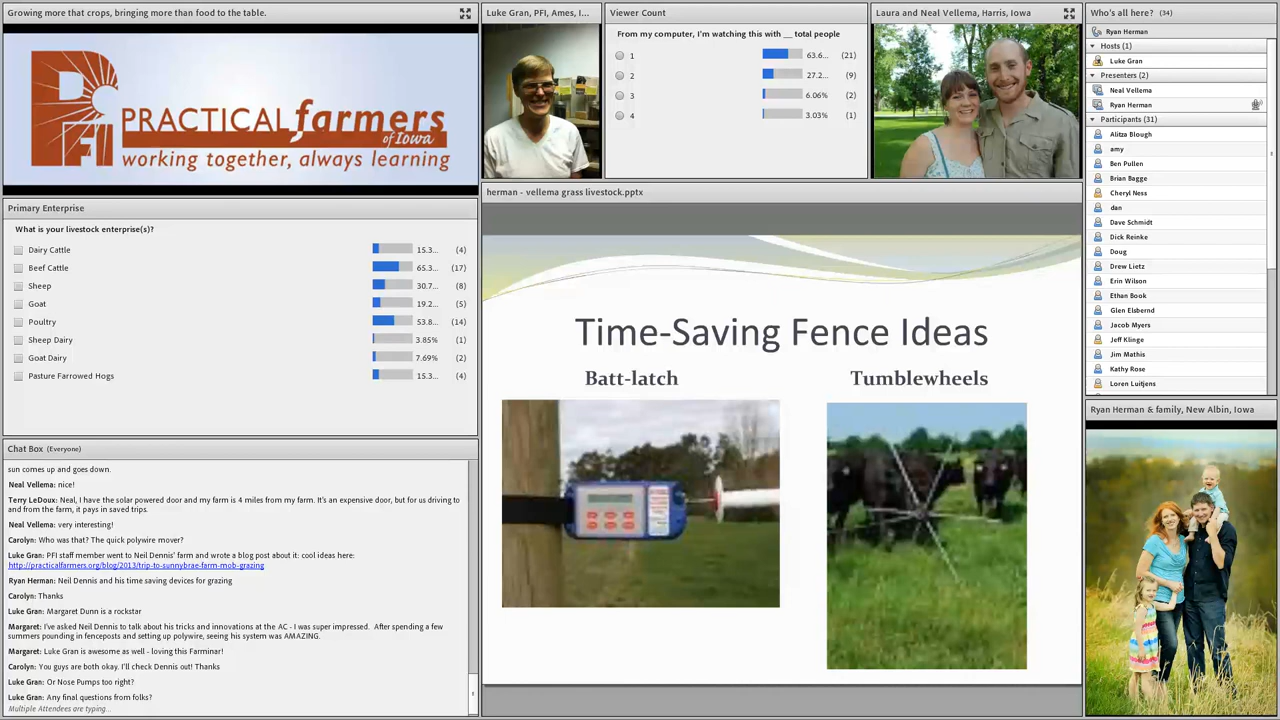 Growing more that crops, bringing more than food to the table.
PFI
PRACTICAL farmers
of Iowa
working together, always learning
Luke Gran, PFI, Ames, I...
Viewer Count
From my computer, I'm watching this with __ total people
1 63.6... (21)
2 27.2... (9)
3 6.06% (2)
4 3.03% (1)
Laura and Neal Vellema, Harris, Iowa
Who's all here? (34)
Ryan Herman
Hosts (1)
Luke Gran
Presenters (2)
Neal Vellema
Ryan Herman
Participants (31)
Alitza Blough
amy
Ben Pullen
Brian Bagge
Cheryl Ness
dan
Dave Schmidt
Dick Reinke
Doug
Drew Lietz
Erin Wilson
Ethan Book
Glen Elsbernd
Jacob Myers
Jeff Klinge
Jim Mathis
Kathy Rose
Loren Luitjens
Primary Enterprise
What is your livestock enterprise(s)?
Dairy Cattle 15.3... (4)
Beef Cattle 65.3... (17)
Sheep 30.7... (8)
Goat 19.2... (5)
Poultry 53.8... (14)
Sheep Dairy 3.85% (1)
Goat Dairy 7.69% (2)
Pasture Farrowed Hogs 15.3... (4)
herman - vellema grass livestock.pptx
Time-Saving Fence Ideas
Batt-latch
Tumblewheels
Chat Box (Everyone)
sun comes up and goes down.
Neal Vellema: nice!
Terry LeDoux: Neal, I have the solar powered door and my farm is 4 miles from my farm. It's an expensive door, but for us driving to
and from the farm, it pays in saved trips.
Neal Vellema: very interesting!
Carolyn: Who was that? The quick polywire mover?
Luke Gran: PFI staff member went to Neil Dennis' farm and wrote a blog post about it: cool ideas here:
http://practicalfarmers.org/blog/2013/trip-to-sunnybrae-farm-mob-grazing
Ryan Herman: Neil Dennis and his time saving devices for grazing
Carolyn: Thanks
Luke Gran: Margaret Dunn is a rockstar
Margaret: I've asked Neil Dennis to talk about his tricks and innovations at the AC - I was super impressed. After spending a few
summers pounding in fenceposts and setting up polywire, seeing his system was AMAZING.
Margaret: Luke Gran is awesome as well - loving this Farminar!
Carolyn: You guys are both okay. I'll check Dennis out! Thanks
Luke Gran: Or Nose Pumps too right?
Luke Gran: Any final questions from folks?
Multiple Attendees are typing...
Ryan Herman & family, New Albin, Iowa